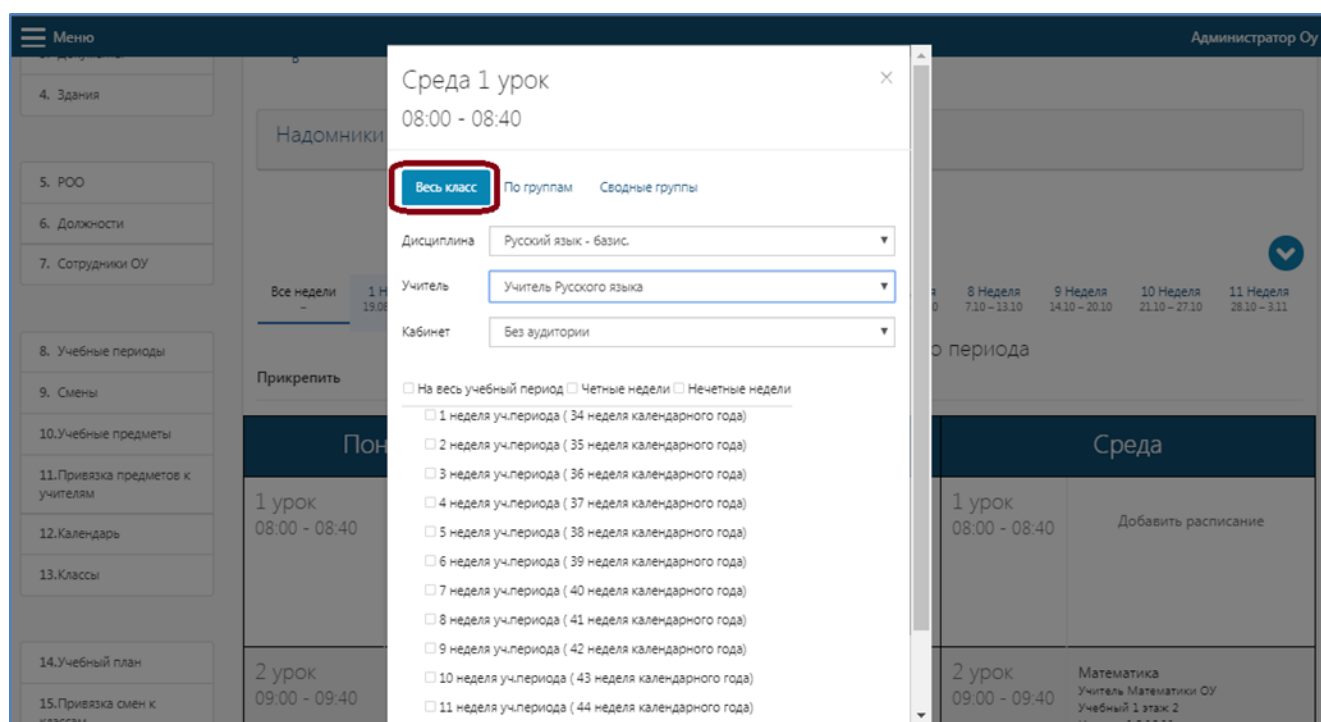 Меню
Администратор Оу
4. Здания
5. РОО
6. Должности
7. Сотрудники ОУ
8. Учебные периоды
9. Смены
10.Учебные предметы
11.Привязка предметов к
учителям
12.Календарь
13.Классы
14.Учебный план
15.Привязка смен к
Надомники
Все недели
–
1 Н
19.08
Прикрепить
Пон
1 урок
08:00 - 08:40
2 урок
09:00 - 09:40
Среда 1 урок
×
08:00 - 08:40
Весь класс По группам Сводные группы
Дисциплина Русский язык - базис.
Учитель Учитель Русского языка
Кабинет Без аудитории
На весь учебный период Четные недели Нечетные недели
1 неделя уч.периода ( 34 неделя календарного года)
2 неделя уч.периода ( 35 неделя календарного года)
3 неделя уч.периода ( 36 неделя календарного года)
4 неделя уч.периода ( 37 неделя календарного года)
5 неделя уч.периода ( 38 неделя календарного года)
6 неделя уч.периода ( 39 неделя календарного года)
7 неделя уч.периода ( 40 неделя календарного года)
8 неделя уч.периода ( 41 неделя календарного года)
9 неделя уч.периода ( 42 неделя календарного года)
10 неделя уч.периода ( 43 неделя календарного года)
11 неделя уч.периода ( 44 неделя календарного года)
8 Неделя 9 Неделя 10 Неделя 11 Неделя
7.10 – 13.10 14.10 – 20.10 21.10 – 27.10 28.10 – 3.11
о периода
Среда
1 урок
08:00 - 08:40
Добавить расписание
2 урок
09:00 - 09:40
Математика
Учитель Математики ОУ
Учебный 1 этаж 2